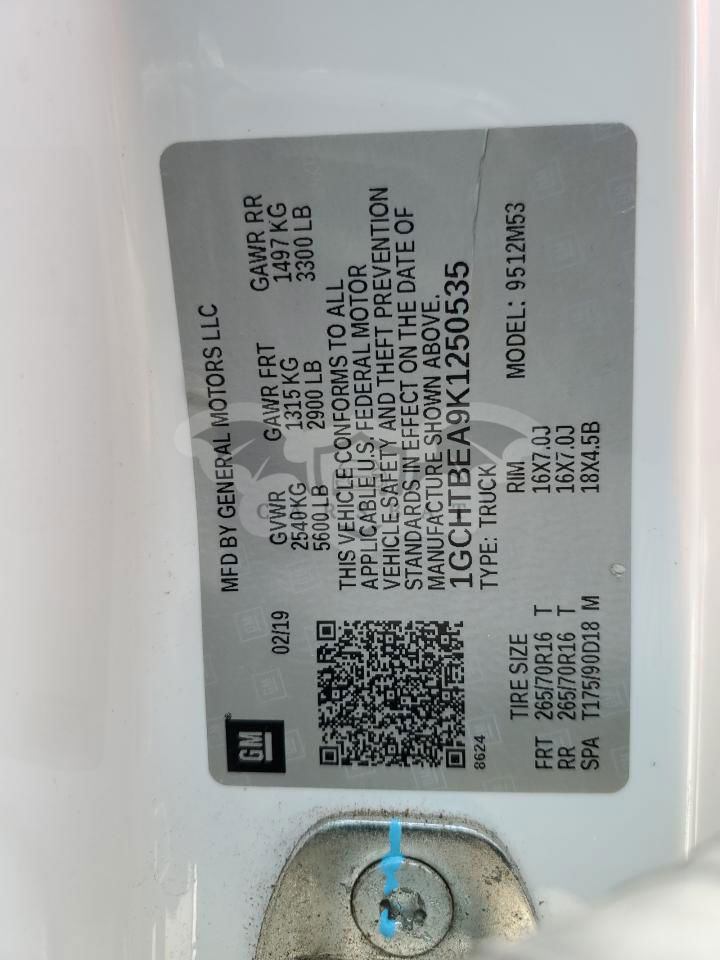 GM
MFD BY GENERAL MOTORS LLC
02/19
GVWR GAWR FRT GAWR RR
2540KG 1315 KG 1497 KG
5600 LB 2900 LB 3300 LB
THIS VEHICLE CONFORMS TO ALL
APPLICABLE U.S. FEDERAL MOTOR
VEHICLE SAFETY AND THEFT PREVENTION
STANDARDS IN EFFECT ON THE DATE OF
MANUFACTURE SHOWN ABOVE.
1GCHTBEA9K1250535
8624
TYPE: TRUCK
TIRE SIZE RIM MODEL: 9512M53
FRT 265/70R16 T 16X7.0J
RR 265/70R16 T 16X7.0J
SPA T175/90D18 M 18X4.5B